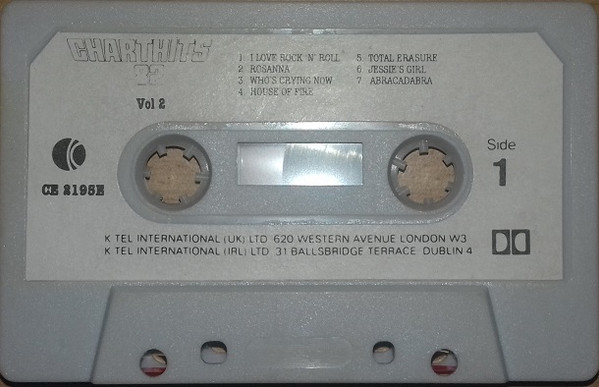 CHARTHITS
Vol 2
1 I LOVE ROCK 'N' ROLL
2 ROSANNA
3 WHO'S CRYING NOW
4 HOUSE OF FIRE
5 TOTAL ERASURE
6 JESSIE'S GIRL
7 ABRACADABRA
CE 2195E
Side
1
K TEL INTERNATIONAL (UK) LTD 620 WESTERN AVENUE LONDON W3
K TEL INTERNATIONAL (IRL) LTD 31 BALLSBRIDGE TERRACE DUBLIN 4